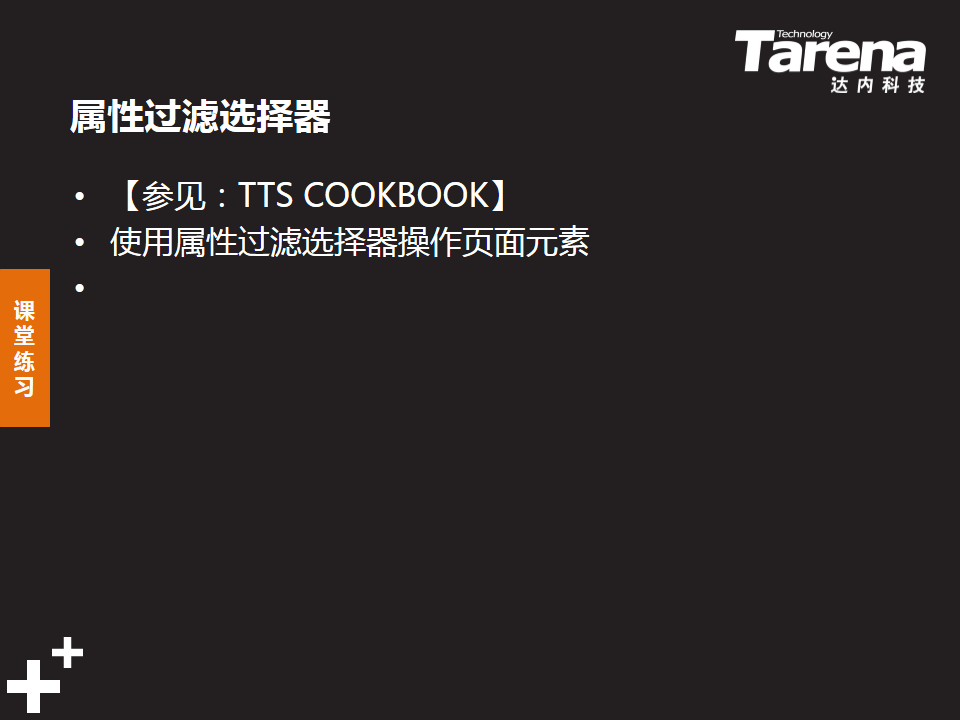 Technology
Tarena
达内科技
属性过滤选择器
• 【参见：TTS COOKBOOK】
• 使用属性过滤选择器操作页面元素
•
课堂练习